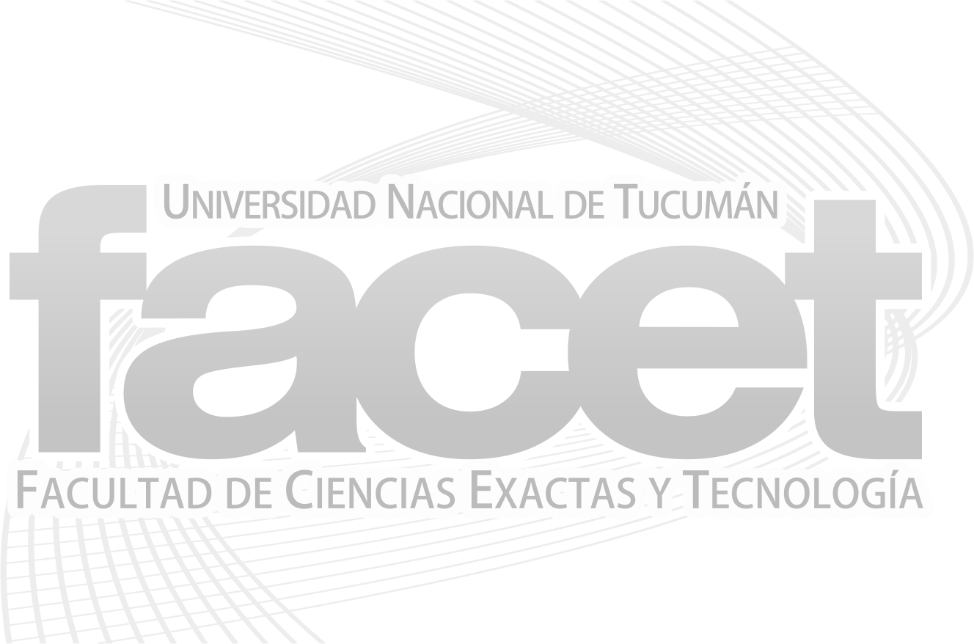 UNIVERSIDAD NACIONAL DE TUCUMÁN
facet
FACULTAD DE CIENCIAS EXACTAS Y TECNOLOGÍA